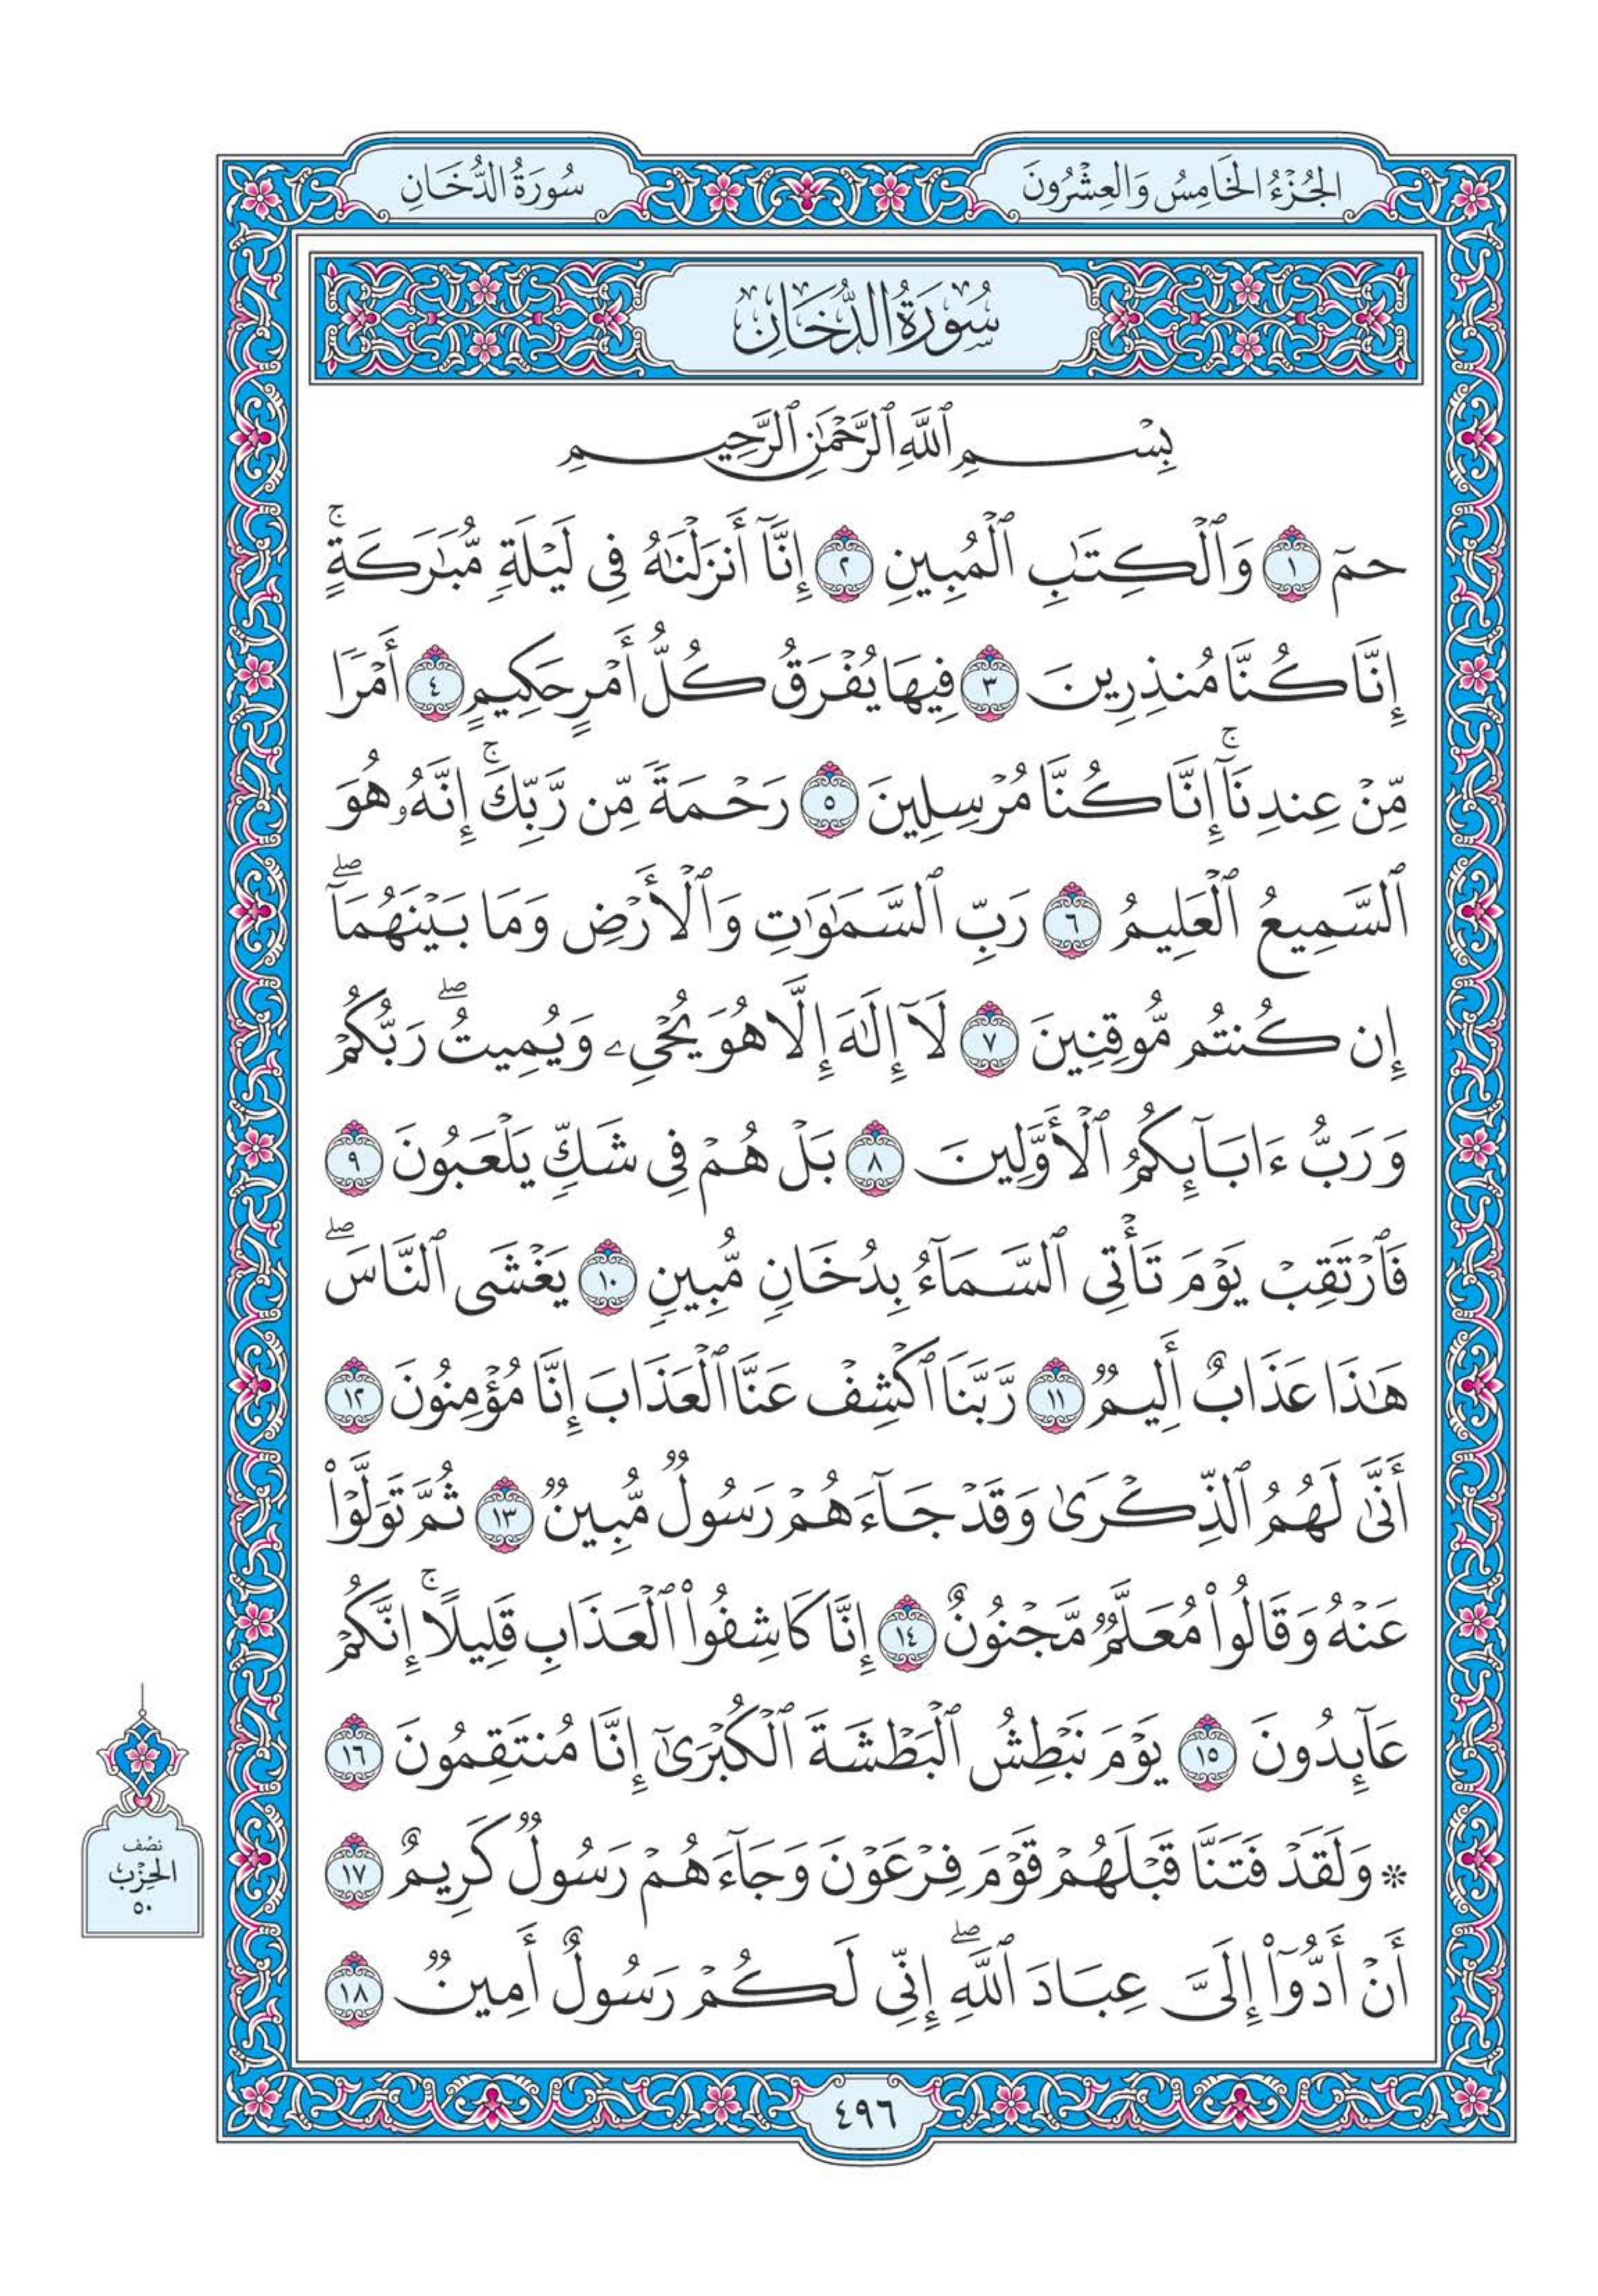 الجُزْءُ الخَامِسُ وَالعِشْرُونَ
سُورَةُ الدُّخَانِ
سُورَةُ الدُّخَانِ
بِسْمِ ٱللَّهِ ٱلرَّحْمَٰنِ ٱلرَّحِيمِ
حمٓ ١ وَٱلْكِتَٰبِ ٱلْمُبِينِ ٢ إِنَّآ أَنزَلْنَٰهُ فِى لَيْلَةٍ مُّبَٰرَكَةٍ ۚ
إِنَّا كُنَّا مُنذِرِينَ ٣ فِيهَا يُفْرَقُ كُلُّ أَمْرٍ حَكِيمٍ ٤ أَمْرًا
مِّنْ عِندِنَآ ۚ إِنَّا كُنَّا مُرْسِلِينَ ٥ رَحْمَةً مِّن رَّبِّكَ ۚ إِنَّهُۥ هُوَ
ٱلسَّمِيعُ ٱلْعَلِيمُ ٦ رَبِّ ٱلسَّمَٰوَٰتِ وَٱلْأَرْضِ وَمَا بَيْنَهُمَآ ۖ
إِن كُنتُم مُّوقِنِينَ ٧ لَآ إِلَٰهَ إِلَّا هُوَ يُحْىِۦ وَيُمِيتُ ۖ رَبُّكُمْ
وَرَبُّ ءَابَآئِكُمُ ٱلْأَوَّلِينَ ٨ بَلْ هُمْ فِى شَكٍّ يَلْعَبُونَ ٩
فَٱرْتَقِبْ يَوْمَ تَأْتِى ٱلسَّمَآءُ بِدُخَانٍ مُّبِينٍ ١٠ يَغْشَى ٱلنَّاسَ ۖ
هَٰذَا عَذَابٌ أَلِيمٌ ١١ رَّبَّنَا ٱكْشِفْ عَنَّا ٱلْعَذَابَ إِنَّا مُؤْمِنُونَ ١٢
أَنَّىٰ لَهُمُ ٱلذِّكْرَىٰ وَقَدْ جَآءَهُمْ رَسُولٌ مُّبِينٌ ١٣ ثُمَّ تَوَلَّوْا۟
عَنْهُ وَقَالُوا۟ مُعَلَّمٌ مَّجْنُونٌ ١٤ إِنَّا كَاشِفُوا۟ ٱلْعَذَابِ قَلِيلًا ۚ إِنَّكُمْ
عَآئِدُونَ ١٥ يَوْمَ نَبْطِشُ ٱلْبَطْشَةَ ٱلْكُبْرَىٰٓ إِنَّا مُنتَقِمُونَ ١٦
۞ وَلَقَدْ فَتَنَّا قَبْلَهُمْ قَوْمَ فِرْعَوْنَ وَجَآءَهُمْ رَسُولٌ كَرِيمٌ ١٧
أَنْ أَدُّوٓا۟ إِلَىَّ عِبَادَ ٱللَّهِ ۖ إِنِّى لَكُمْ رَسُولٌ أَمِينٌ ١٨
نصْف
الحِزْب
٥٠
٤٩٦